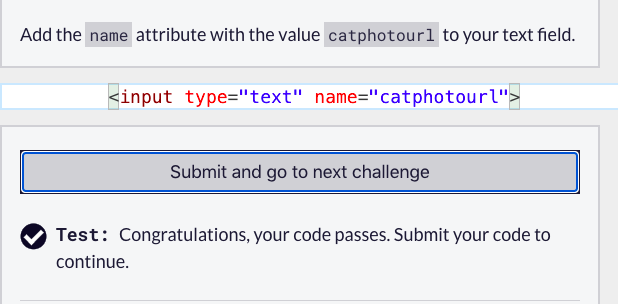 Add the name attribute with the value catphotourl to your text field.
<input type="text" name="catphotourl">
Submit and go to next challenge
Test: Congratulations, your code passes. Submit your code to
continue.